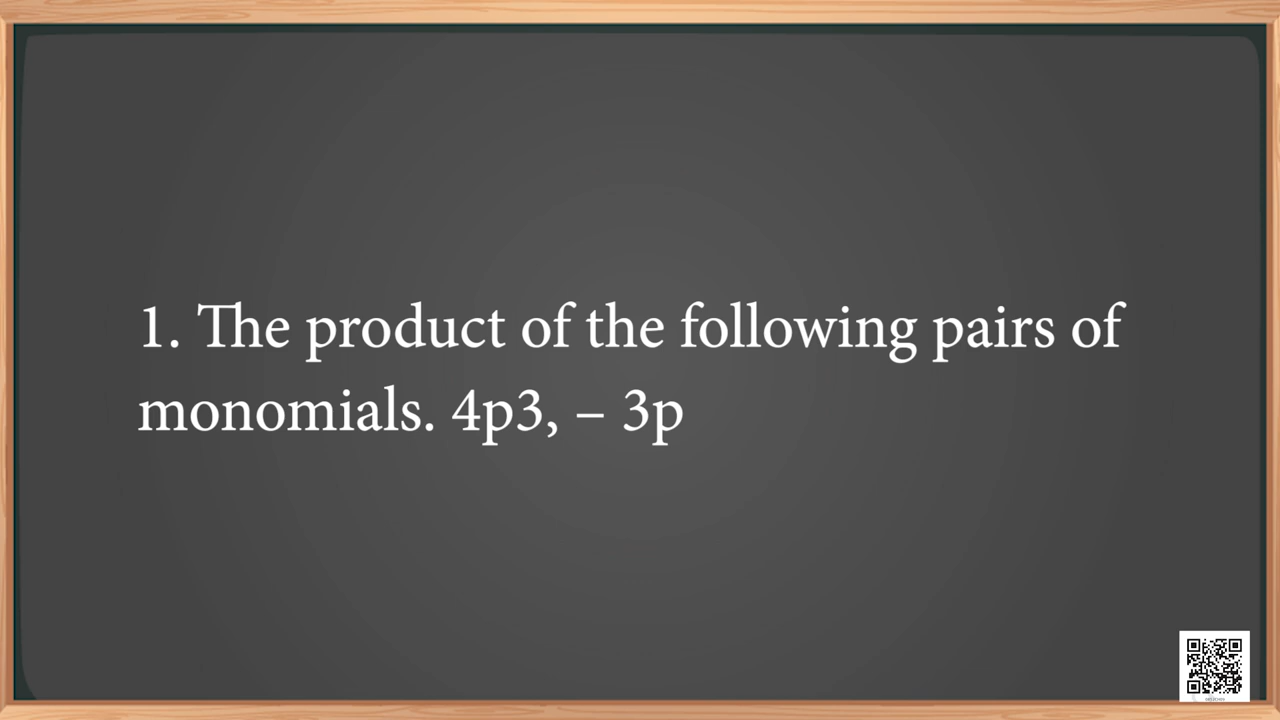 1. The product of the following pairs of
monomials. 4p3, – 3p